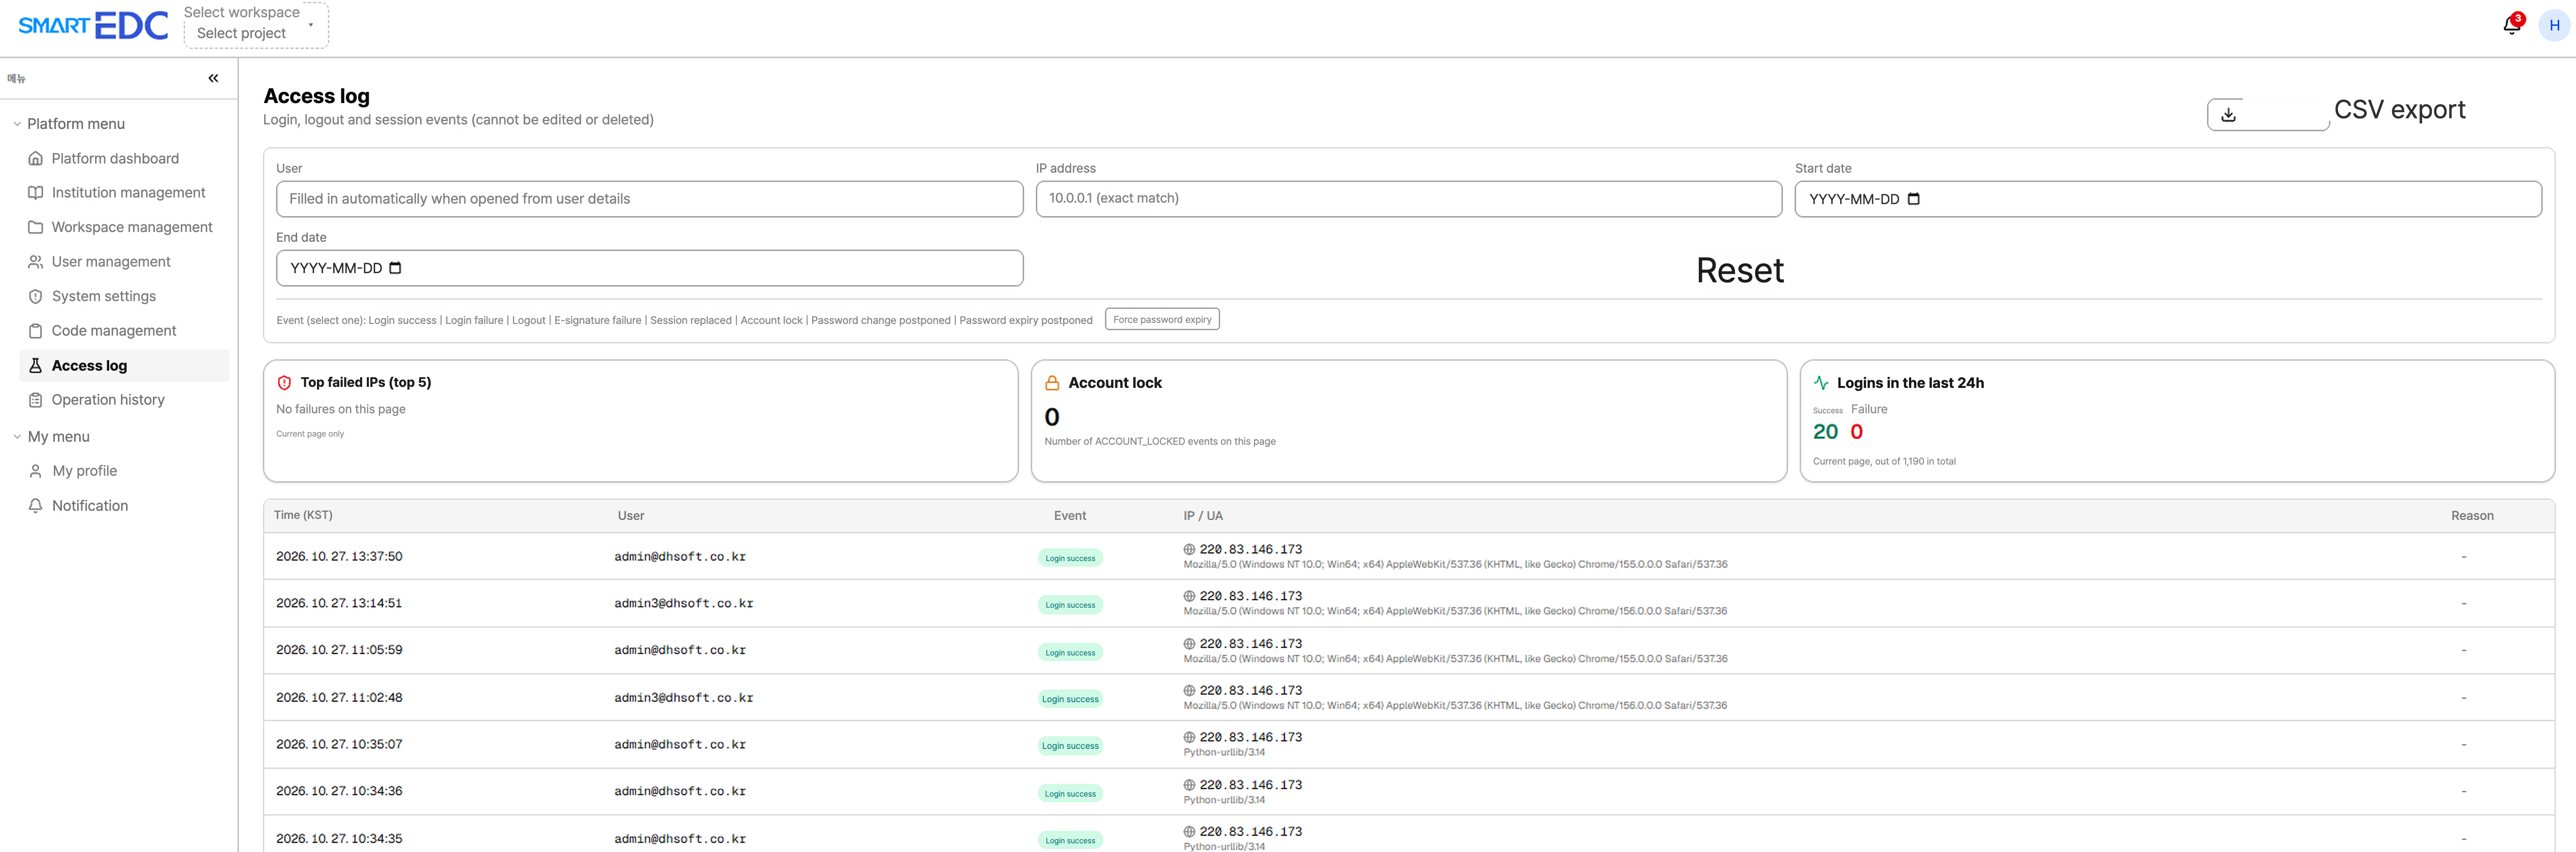 SMART EDC
Select workspace
Select project
3
H
메뉴
Platform menu
Platform dashboard
Institution management
Workspace management
User management
System settings
Code management
Access log
Operation history
My menu
My profile
Notification
Access log
Login, logout and session events (cannot be edited or deleted)
CSV export
User
Filled in automatically when opened from user details
IP address
10.0.0.1 (exact match)
Start date
YYYY-MM-DD
End date
YYYY-MM-DD
Reset
Event (select one): Login success | Login failure | Logout | E-signature failure | Session replaced | Account lock | Password change postponed | Password expiry postponed Force password expiry
Top failed IPs (top 5)
No failures on this page
Current page only
Account lock
0
Number of ACCOUNT_LOCKED events on this page
Logins in the last 24h
Success Failure
20 0
Current page, out of 1,190 in total
Time (KST) User Event IP / UA Reason
2026. 10. 27. 13:37:50 admin@dhsoft.co.kr Login success 220.83.146.173 -
Mozilla/5.0 (Windows NT 10.0; Win64; x64) AppleWebKit/537.36 (KHTML, like Gecko) Chrome/155.0.0.0 Safari/537.36
2026. 10. 27. 13:14:51 admin3@dhsoft.co.kr Login success 220.83.146.173 -
Mozilla/5.0 (Windows NT 10.0; Win64; x64) AppleWebKit/537.36 (KHTML, like Gecko) Chrome/156.0.0.0 Safari/537.36
2026. 10. 27. 11:05:59 admin@dhsoft.co.kr Login success 220.83.146.173 -
Mozilla/5.0 (Windows NT 10.0; Win64; x64) AppleWebKit/537.36 (KHTML, like Gecko) Chrome/155.0.0.0 Safari/537.36
2026. 10. 27. 11:02:48 admin3@dhsoft.co.kr Login success 220.83.146.173 -
Mozilla/5.0 (Windows NT 10.0; Win64; x64) AppleWebKit/537.36 (KHTML, like Gecko) Chrome/156.0.0.0 Safari/537.36
2026. 10. 27. 10:35:07 admin@dhsoft.co.kr Login success 220.83.146.173 -
Python-urllib/3.14
2026. 10. 27. 10:34:36 admin@dhsoft.co.kr Login success 220.83.146.173 -
Python-urllib/3.14
2026. 10. 27. 10:34:35 admin@dhsoft.co.kr Login success 220.83.146.173 -
Python-urllib/3.14